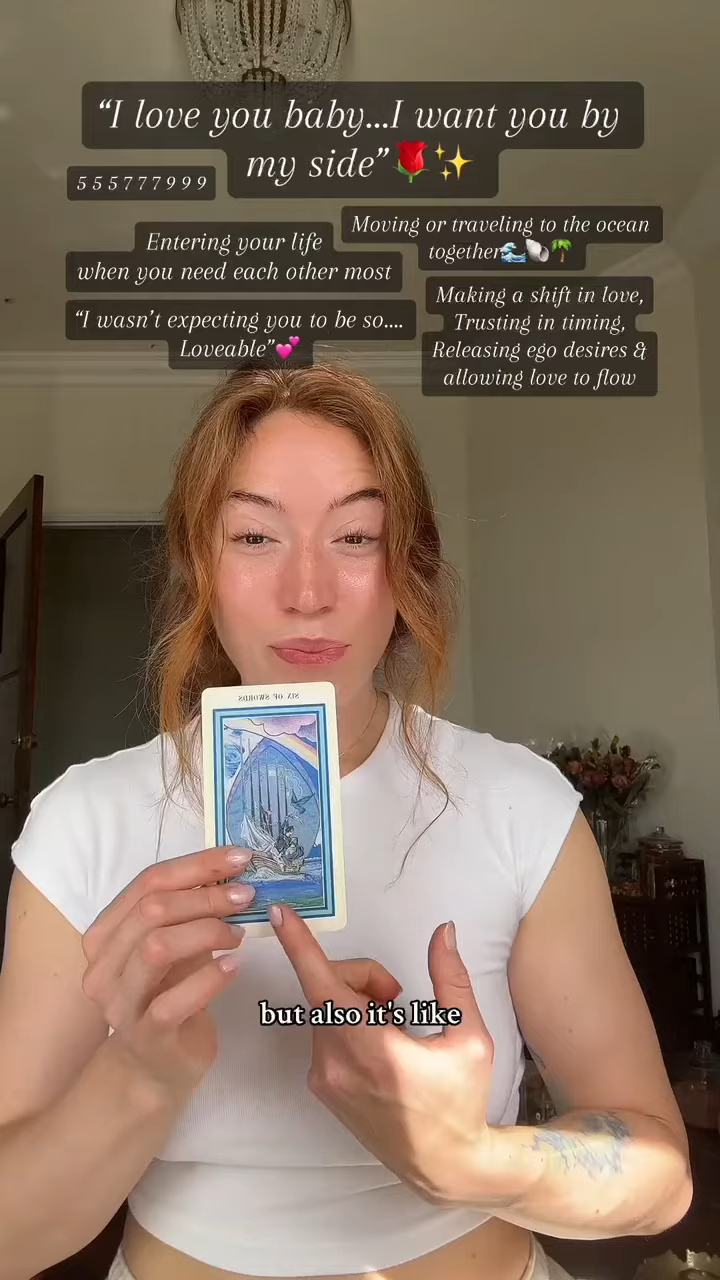 “I love you baby...I want you by
my side”🌹✨
555777999
Entering your life
when you need each other most
Moving or traveling to the ocean
together🌊🐚🌴
“I wasn’t expecting you to be so....
Loveable”💕
Making a shift in love,
Trusting in timing,
Releasing ego desires &
allowing love to flow
SIX OF SWORDS
but also it's like